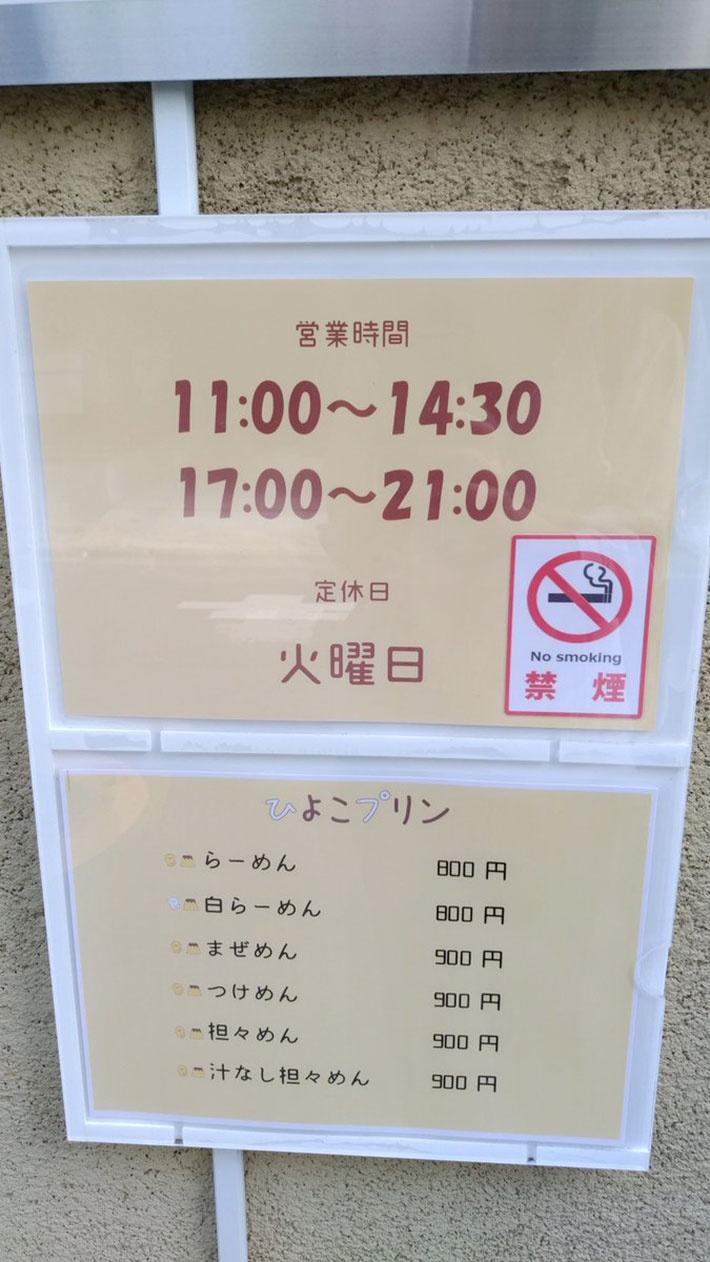 営業時間
11:00～14:30
17:00～21:00
定休日
火曜日
No smoking
禁煙
ひよこプリン
らーめん 800円
白らーめん 800円
まぜめん 900円
つけめん 900円
担々めん 900円
汁なし担々めん 900円